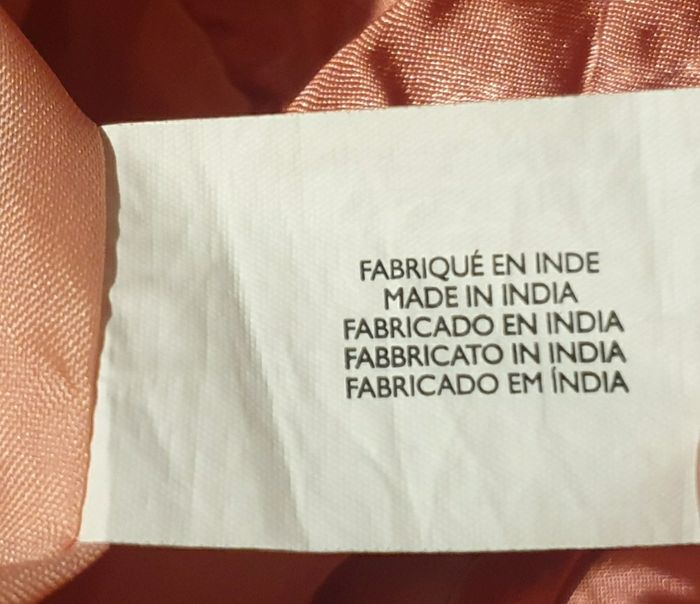 FABRIQUÉ EN INDE
MADE IN INDIA
FABRICADO EN INDIA
FABBRICATO IN INDIA
FABRICADO EM ÍNDIA